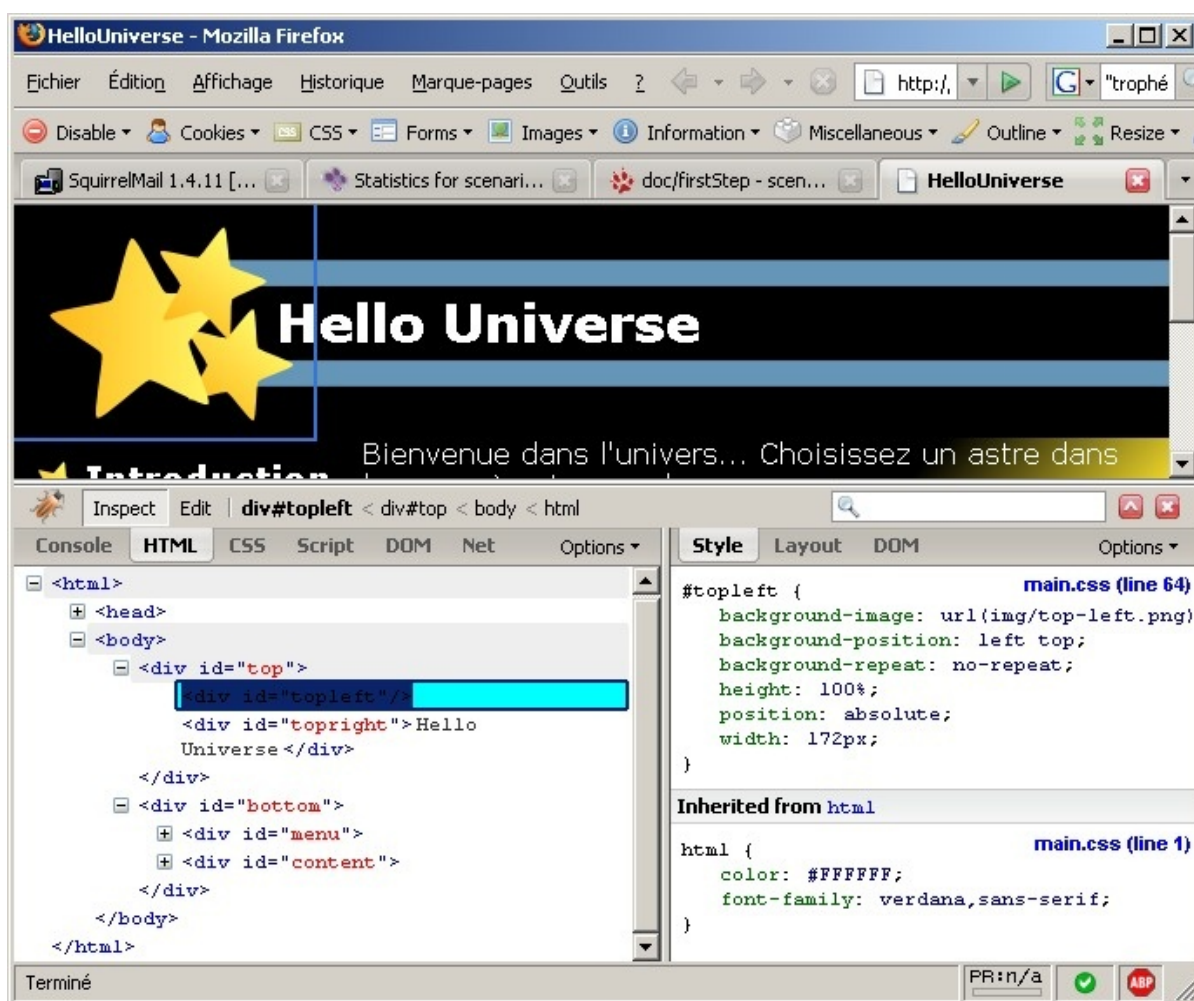 HelloUniverse - Mozilla Firefox
Fichier Édition Affichage Historique Marque-pages Outils ? http:/, G "trophé
Disable Cookies CSS Forms Images Information Miscellaneous Outline Resize
SquirrelMail 1.4.11 [... Statistics for scenari... doc/firstStep - scen... HelloUniverse
Hello Universe
Bienvenue dans l'univers... Choisissez un astre dans
Introduction
Inspect Edit div#topleft < div#top < body < html
Console HTML CSS Script DOM Net Options
<html>
<head>
<body>
<div id="top">
<div id="topleft"/>
<div id="topright">Hello
Universe</div>
</div>
<div id="bottom">
<div id="menu">
<div id="content">
</div>
</body>
</html>
Style Layout DOM Options
#topleft { main.css (line 64)
background-image: url(img/top-left.png)
background-position: left top;
background-repeat: no-repeat;
height: 100%;
position: absolute;
width: 172px;
}
Inherited from html
html { main.css (line 1)
color: #FFFFFF;
font-family: verdana,sans-serif;
}
Terminé PR:n/a ABP